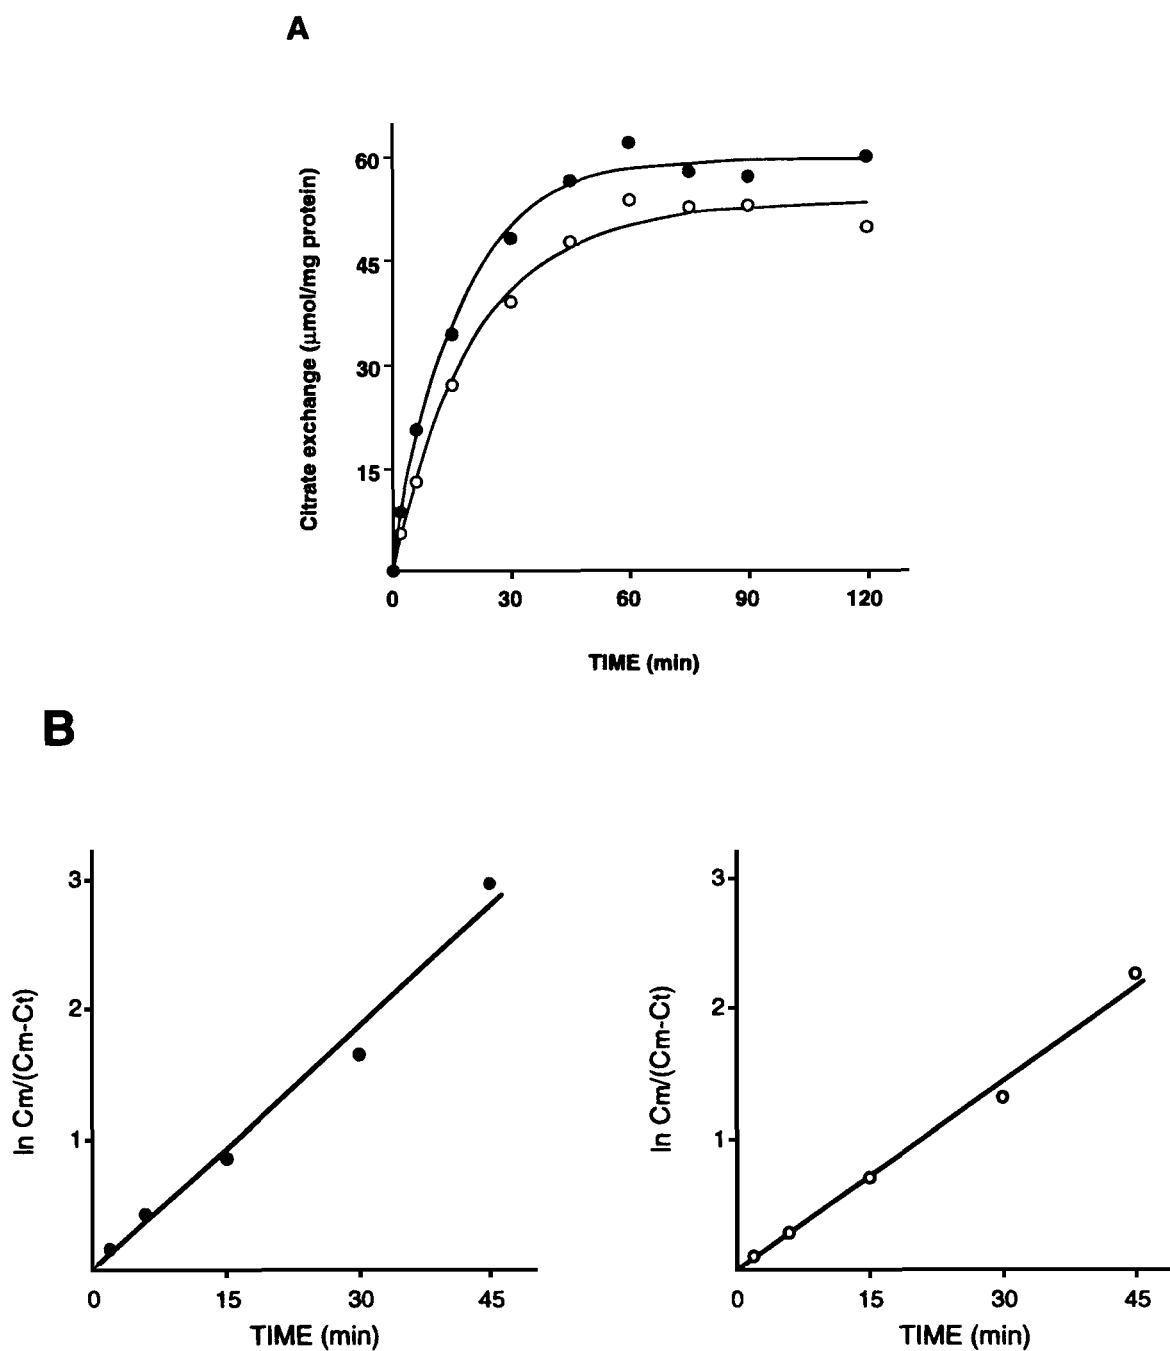 A
60
45
30
15
Citrate exchange (µmol/mg protein)
0 30 60 90 120
TIME (min)
B
3
2
1
ln Cm/(Cm-Ct)
0 15 30 45
TIME (min)
3
2
1
ln Cm/(Cm-Ct)
0 15 30 45
TIME (min)